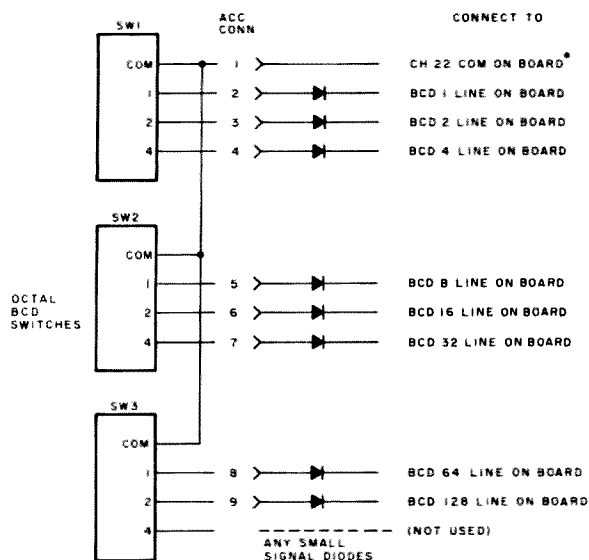 ACC CONN
CONNECT TO
SW1
COM 1 CH 22 COM ON BOARD*
1 2 BCD 1 LINE ON BOARD
2 3 BCD 2 LINE ON BOARD
4 4 BCD 4 LINE ON BOARD
SW2
COM
1 5 BCD 8 LINE ON BOARD
2 6 BCD 16 LINE ON BOARD
4 7 BCD 32 LINE ON BOARD
OCTAL
BCD
SWITCHES
SW3
COM
1 8 BCD 64 LINE ON BOARD
2 9 BCD 128 LINE ON BOARD
4 (NOT USED)
ANY SMALL
SIGNAL DIODES